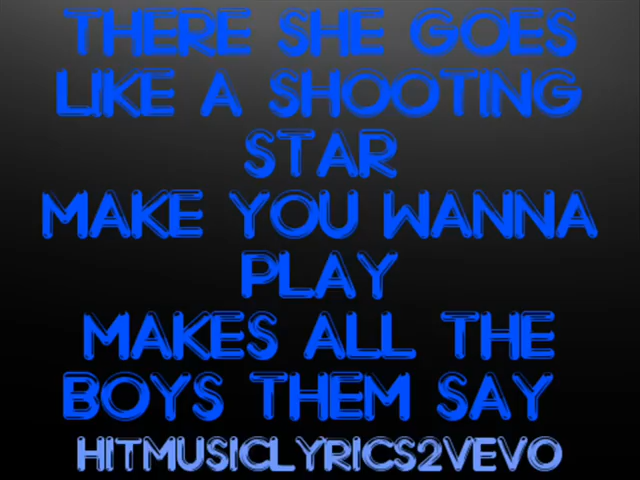 THERE SHE GOES
LIKE A SHOOTING
STAR
MAKE YOU WANNA
PLAY
MAKES ALL THE
BOYS THEM SAY
HITMUSICLYRICS2VEVO